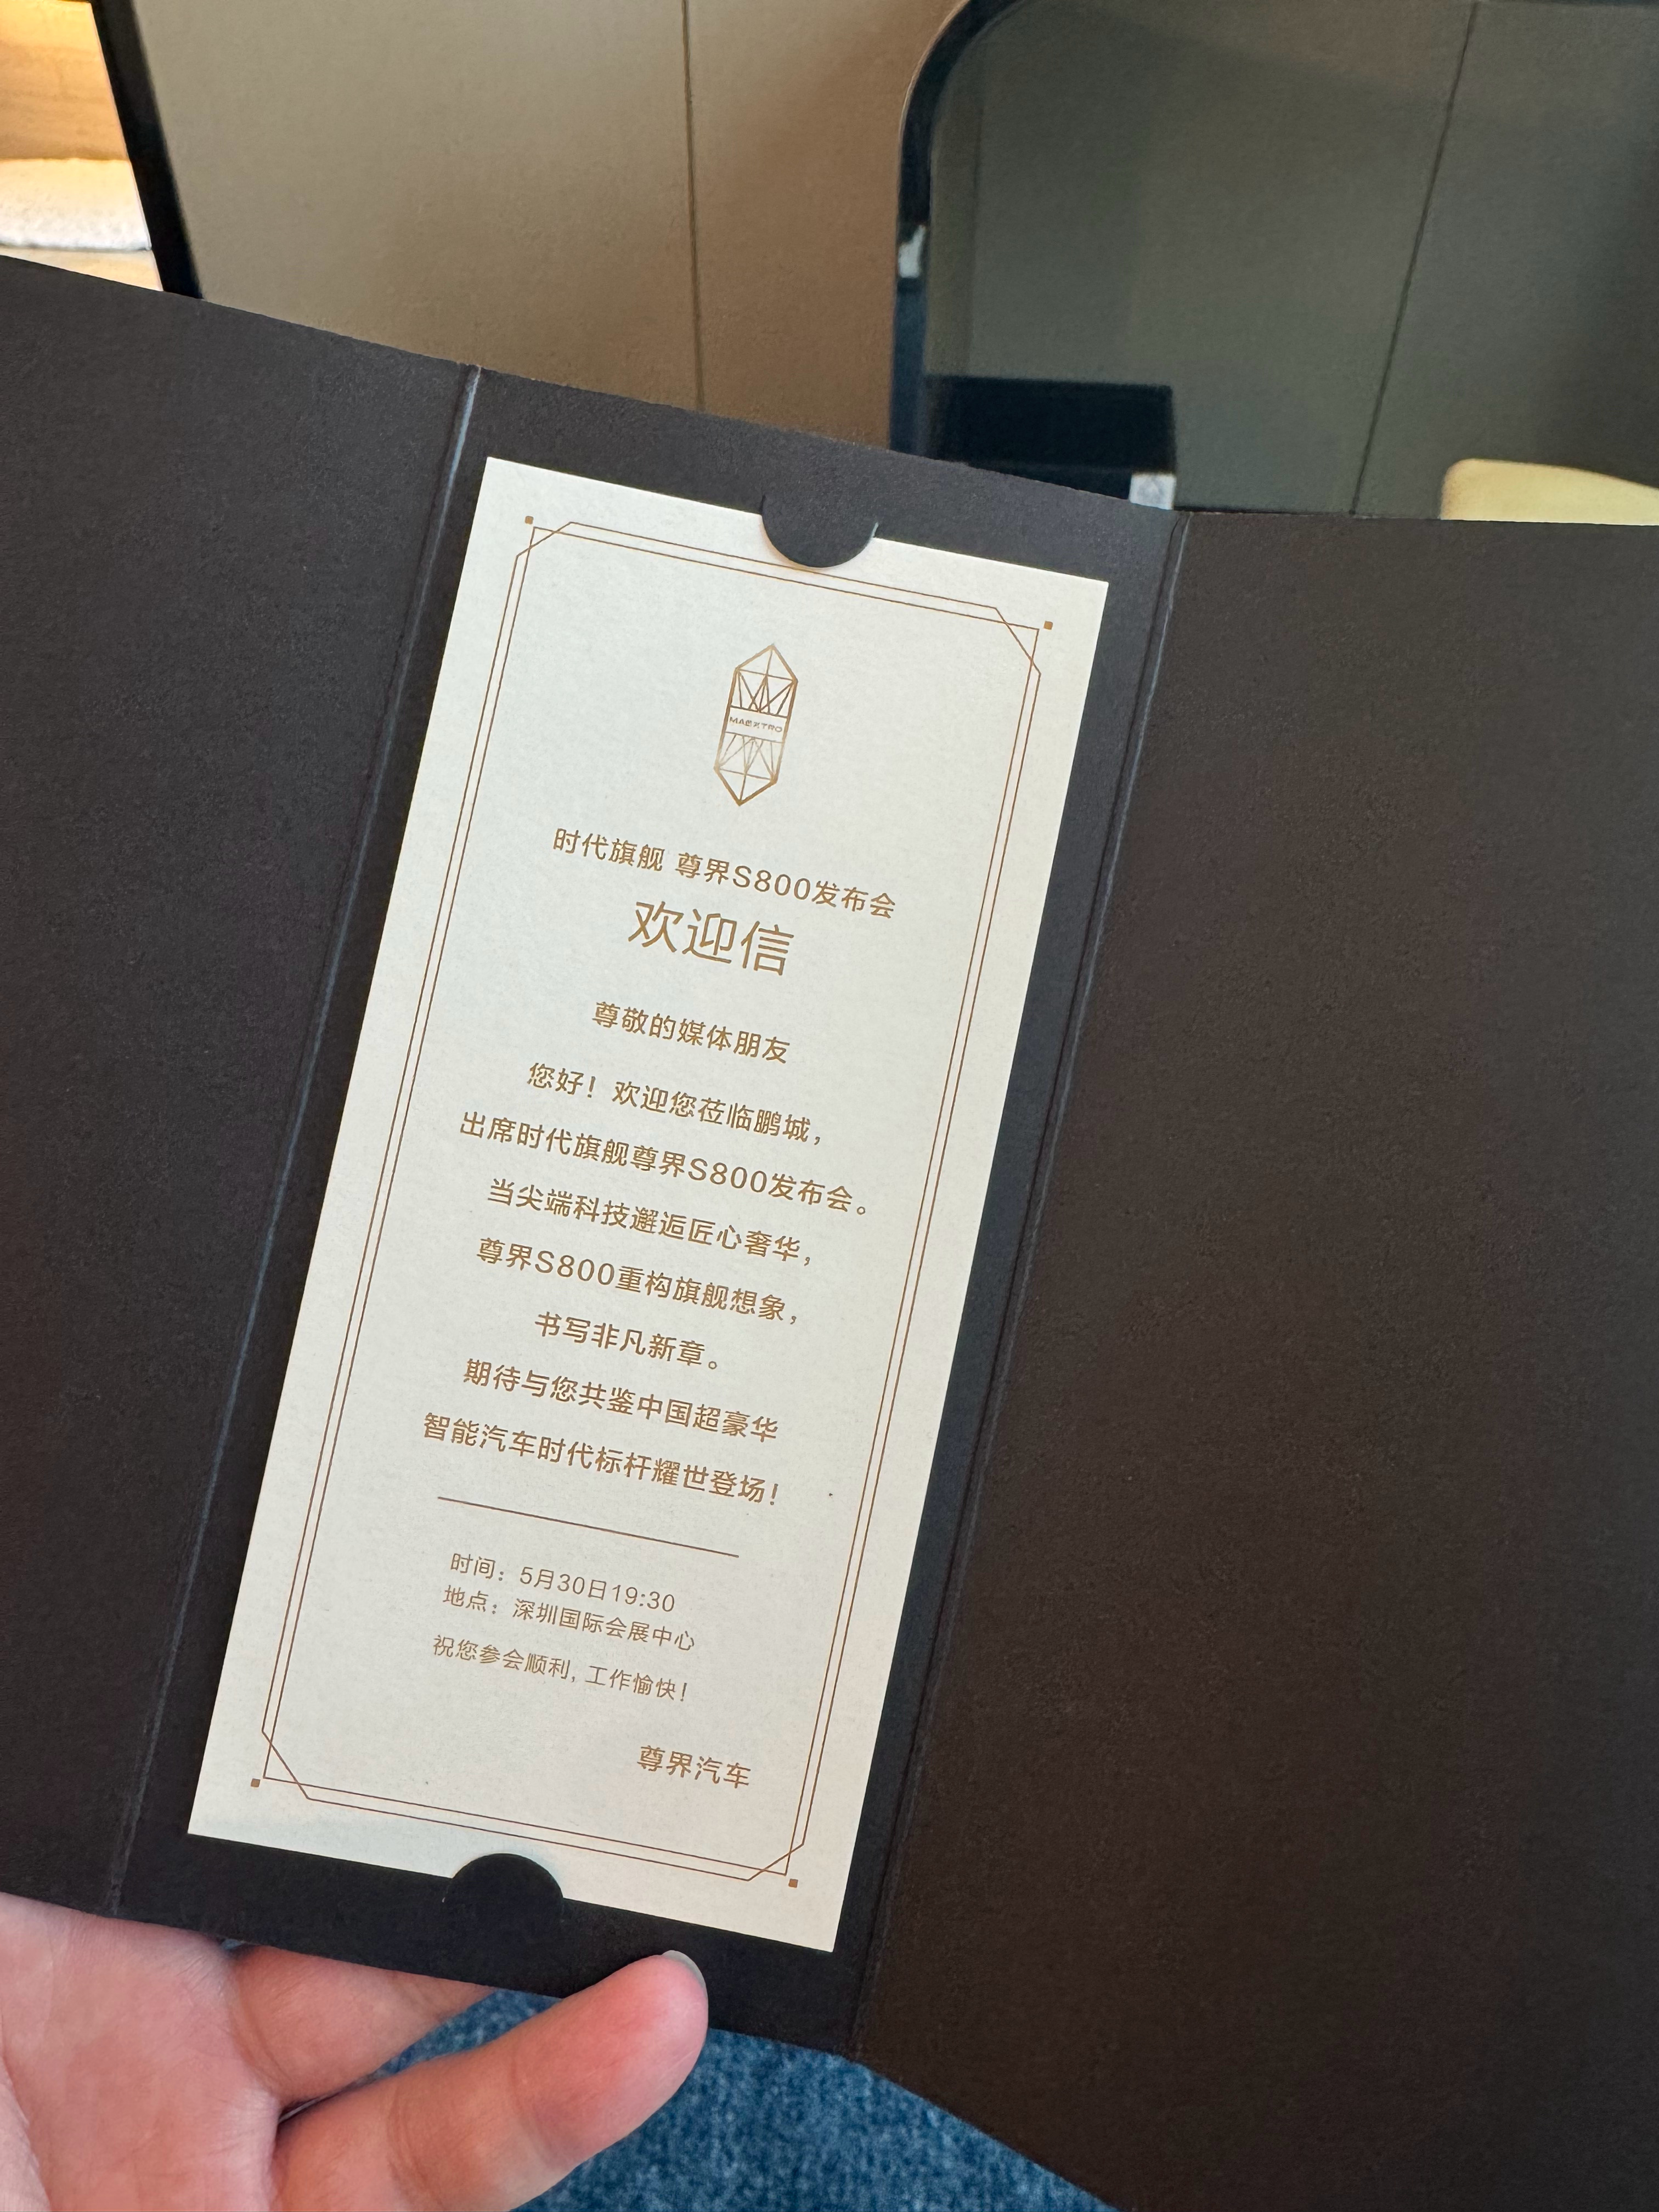 MAEXTRO
时代旗舰 尊界S800发布会
欢迎信
尊敬的媒体朋友
您好！欢迎您莅临鹏城，
出席时代旗舰尊界S800发布会。
当尖端科技邂逅匠心奢华，
尊界S800重构旗舰想象，
书写非凡新章。
期待与您共鉴中国超豪华
智能汽车时代标杆耀世登场！
时间：5月30日19:30
地点：深圳国际会展中心
祝您参会顺利, 工作愉快！
尊界汽车